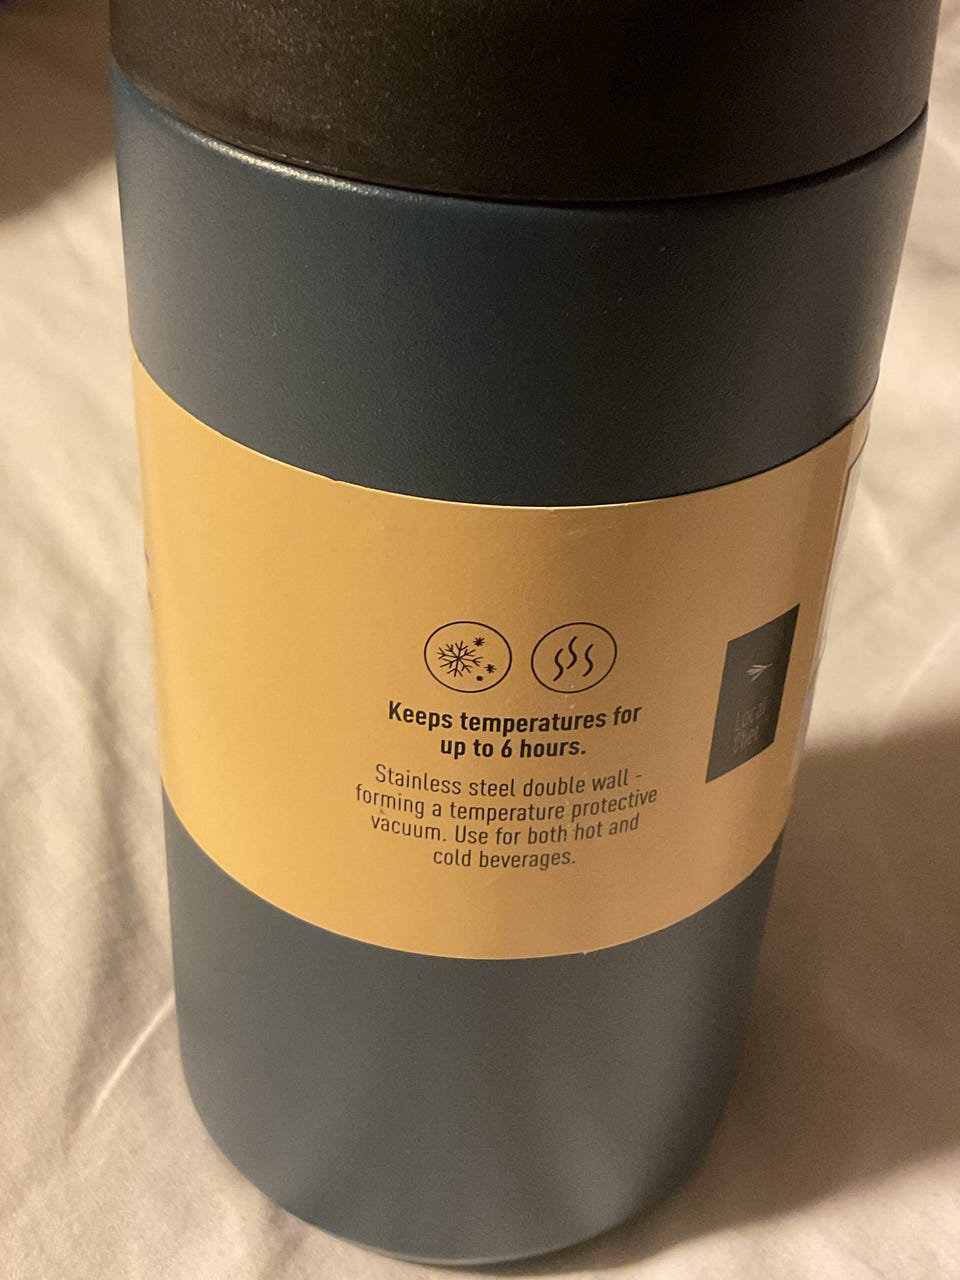 Keeps temperatures for
up to 6 hours.
Stainless steel double wall -
forming a temperature protective
vacuum. Use for both hot and
cold beverages.
Local
Chef